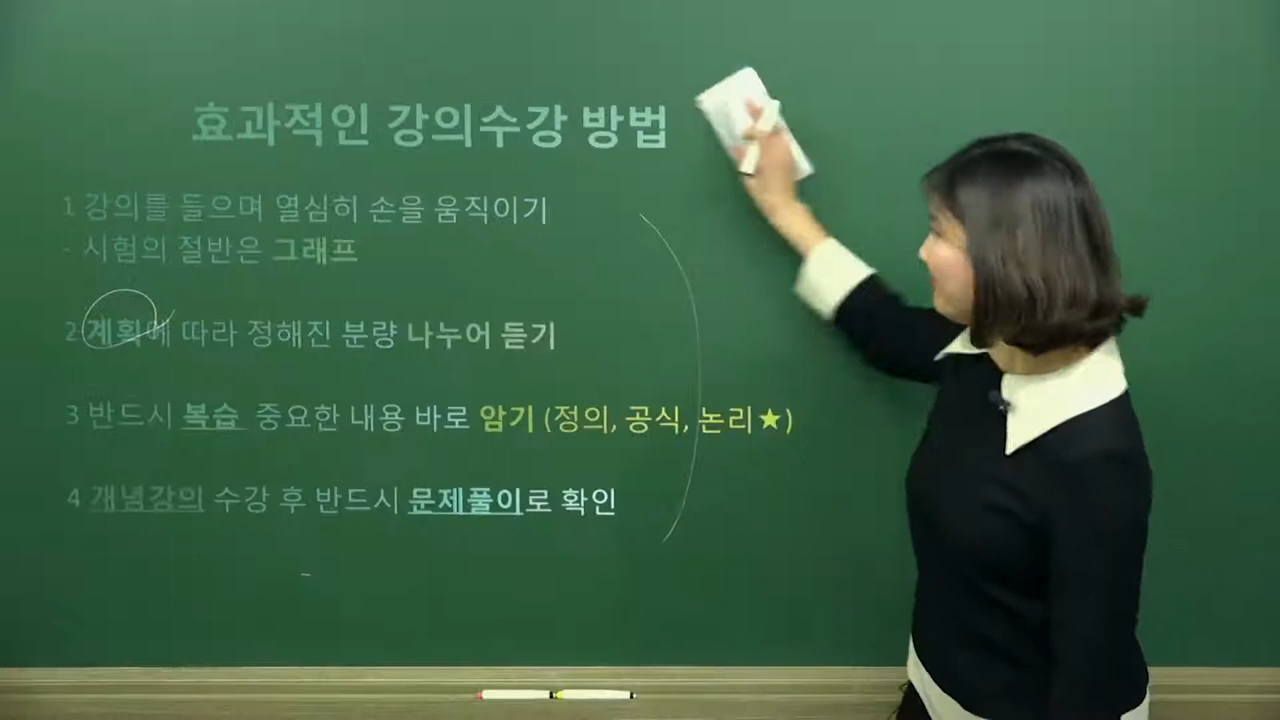 효과적인 강의수강 방법
1 강의를 들으며 열심히 손을 움직이기
- 시험의 절반은 그래프
2 계획에 따라 정해진 분량 나누어 듣기
3 반드시 복습 중요한 내용 바로 암기 (정의, 공식, 논리★)
4 개념강의 수강 후 반드시 문제풀이로 확인